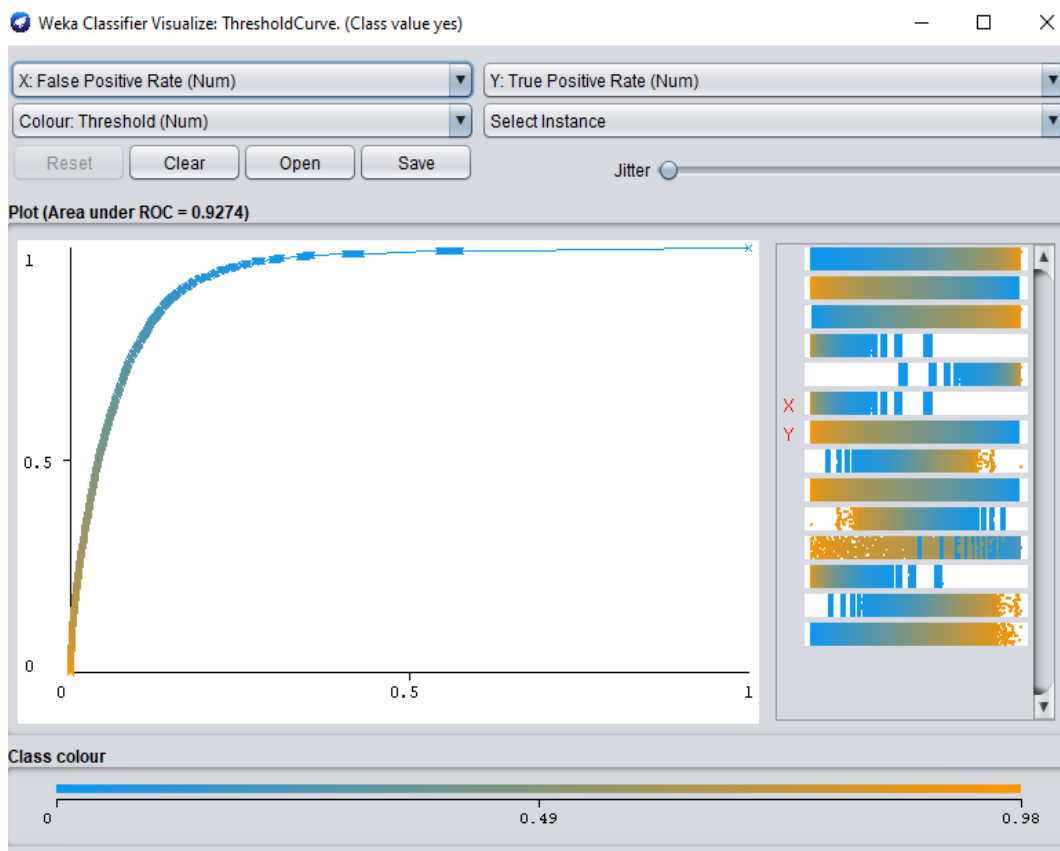 Weka Classifier Visualize: ThresholdCurve. (Class value yes)
X: False Positive Rate (Num) Y: True Positive Rate (Num)
Colour: Threshold (Num) Select Instance
Reset Clear Open Save Jitter
Plot (Area under ROC = 0.9274)
1
X
Y
0.5
0
0 0.5 1
Class colour
0 0.49 0.98